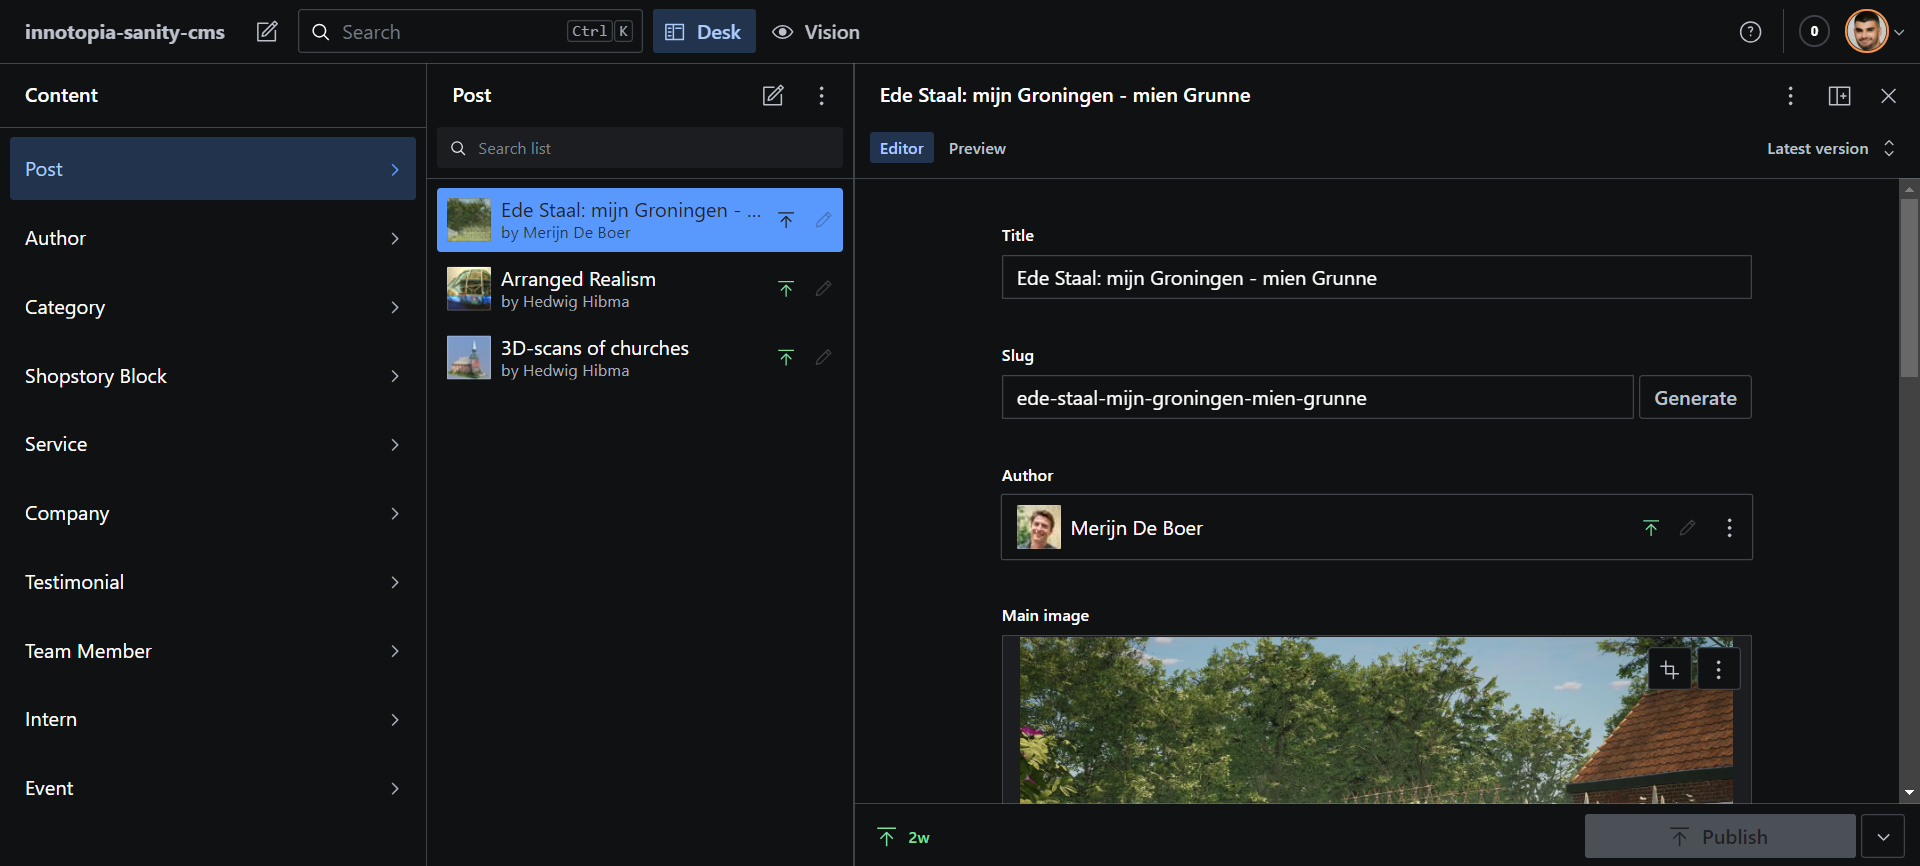 innotopia-sanity-cms
Search
Ctrl K
Desk
Vision
0
Content
Post
Author
Category
Shopstory Block
Service
Company
Testimonial
Team Member
Intern
Event
Post
Search list
Ede Staal: mijn Groningen - ...
by Merijn De Boer
Arranged Realism
by Hedwig Hibma
3D-scans of churches
by Hedwig Hibma
Ede Staal: mijn Groningen - mien Grunne
Editor
Preview
Latest version
Title
Ede Staal: mijn Groningen - mien Grunne
Slug
ede-staal-mijn-groningen-mien-grunne
Generate
Author
Merijn De Boer
Main image
2w
Publish